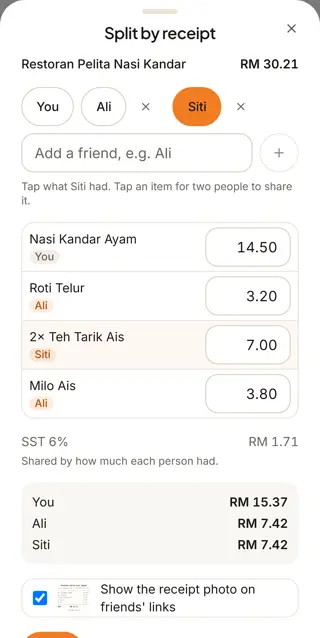 Split by receipt ×
Restoran Pelita Nasi Kandar RM 30.21
You Ali × Siti ×
Add a friend, e.g. Ali +
Tap what Siti had. Tap an item for two people to share
it.
Nasi Kandar Ayam 14.50
You
Roti Telur 3.20
Ali
2× Teh Tarik Ais 7.00
Siti
Milo Ais 3.80
Ali
SST 6% RM 1.71
Shared by how much each person had.
You RM 15.37
Ali RM 7.42
Siti RM 7.42
Show the receipt photo on
friends' links